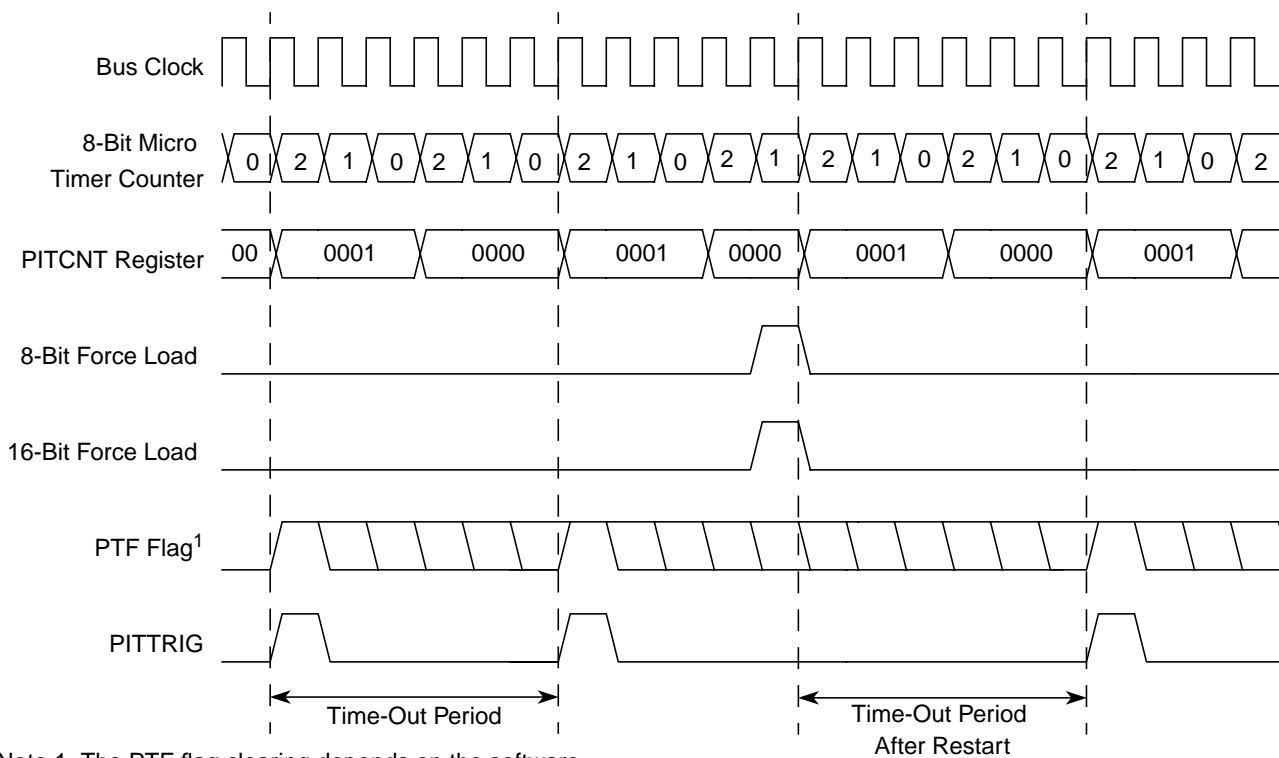 Bus Clock
8-Bit Micro
Timer Counter
0 2 1 0 2 1 0 2 1 0 2 1 2 1 0 2 1 0 2 1 0 2
PITCNT Register
00 0001 0000 0001 0000 0001 0000 0001
8-Bit Force Load
16-Bit Force Load
PTF Flag1
PITTRIG
Time-Out Period
Time-Out Period
After Restart
Note 1. The PTF flag clearing depends on the software